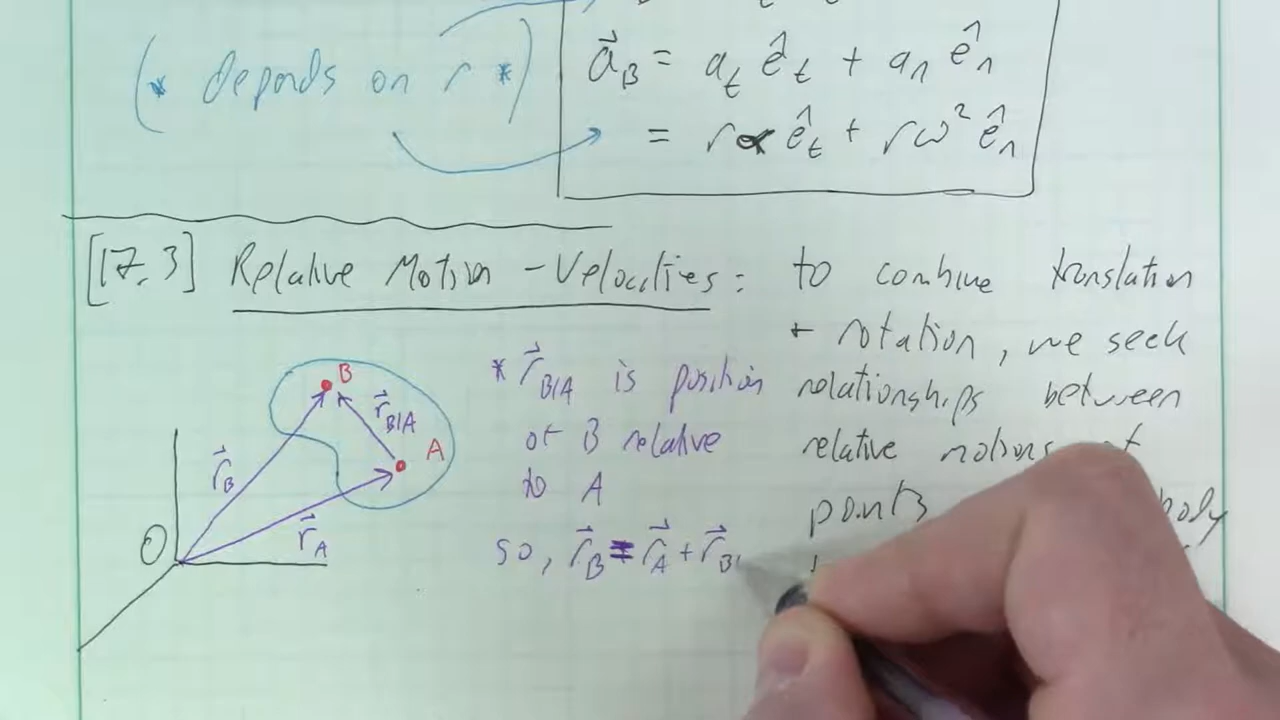 (* depends on r *)
a⃗_B = a_t ê_t + a_n ê_n
= rα ê_t + rω² ê_n
[17.3] Relative Motion - Velocities: to combine translation
+ rotation, we seek
relationships between
relative motions of
points body
* r⃗_B/A is position
of B relative
to A
so, r⃗_B = r⃗_A + r⃗_B/
B
r⃗_B/A
A
r⃗_B
r⃗_A
O